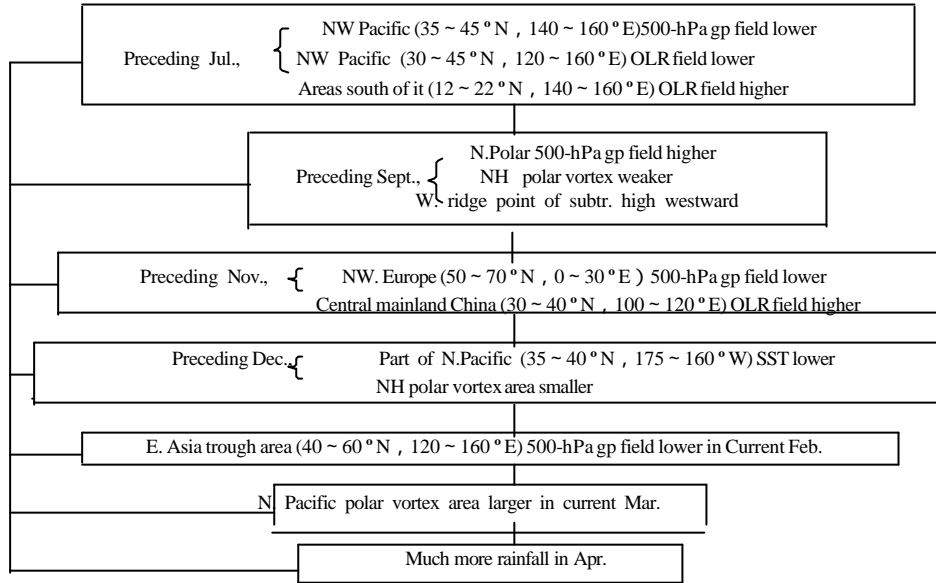 NW Pacific (35 ~ 45°N , 140 ~ 160°E)500-hPa gp field lower
Preceding Jul., { NW Pacific (30 ~ 45°N , 120 ~ 160°E) OLR field lower
Areas south of it (12 ~ 22°N , 140 ~ 160°E) OLR field higher
N.Polar 500-hPa gp field higher
Preceding Sept., { NH polar vortex weaker
W. ridge point of subtr. high westward
Preceding Nov., { NW. Europe (50 ~ 70°N , 0 ~ 30°E ) 500-hPa gp field lower
Central mainland China (30 ~ 40°N , 100 ~ 120°E) OLR field higher
Preceding Dec., { Part of N.Pacific (35 ~ 40°N , 175 ~ 160°W) SST lower
NH polar vortex area smaller
E. Asia trough area (40 ~ 60°N , 120 ~ 160°E) 500-hPa gp field lower in Current Feb.
N. Pacific polar vortex area larger in current Mar.
Much more rainfall in Apr.